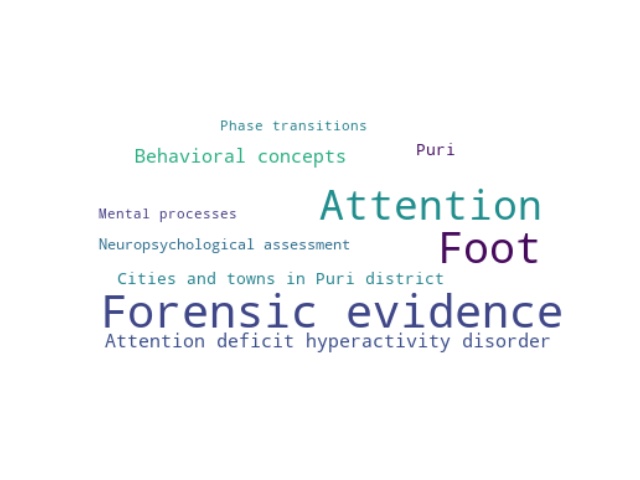 Phase transitions
Behavioral concepts
Puri
Attention
Mental processes
Foot
Neuropsychological assessment
Cities and towns in Puri district
Forensic evidence
Attention deficit hyperactivity disorder